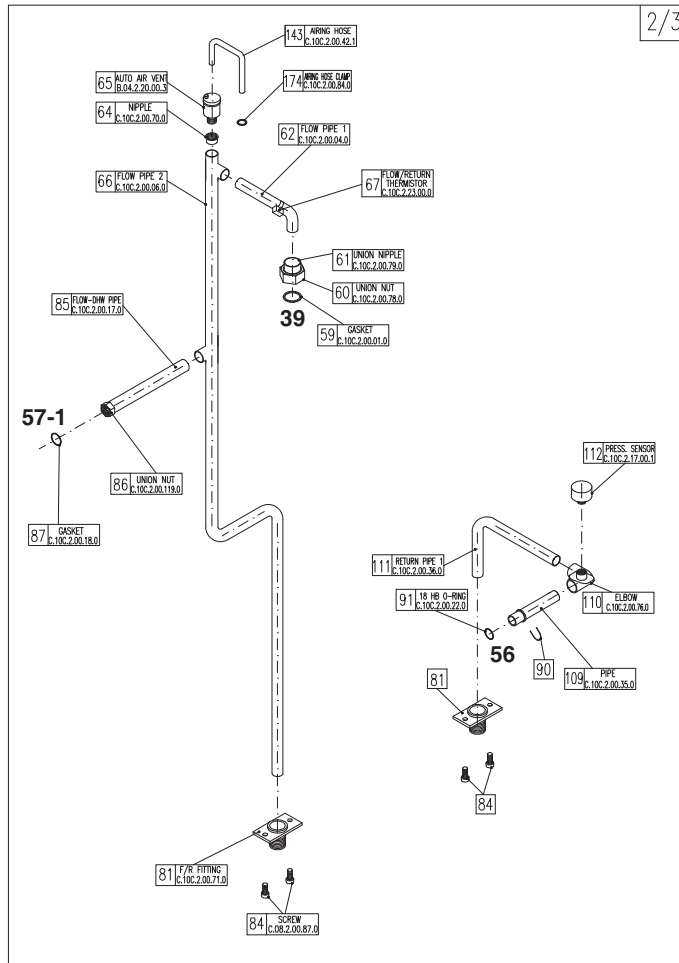 2/3
143 AIRING HOSE
C.10C.2.00.42.1
65 AUTO AIR VENT
B.04.2.20.00.3
174 AIRING HOSE CLAMP
C.10C.2.00.84.0
64 NIPPLE
C.10C.2.00.70.0
62 FLOW PIPE 1
C.10C.2.00.04.0
66 FLOW PIPE 2
C.10C.2.00.06.0
67 FLOW/RETURN
THERMISTOR
C.10C.2.23.00.0
61 UNION NIPPLE
C.10C.2.00.79.0
60 UNION NUT
C.10C.2.00.78.0
39
59 GASKET
C.10C.2.00.01.0
85 FLOW-DHW PIPE
C.10C.2.00.17.0
57-1
86 UNION NUT
C.10C.2.00.119.0
87 GASKET
C.10C.2.00.18.0
112 PRESS. SENSOR
C.10C.2.17.00.1
111 RETURN PIPE 1
C.10C.2.00.36.0
91 18 HB O-RING
C.10C.2.00.22.0
110 ELBOW
C.10C.2.00.76.0
56
90
109 PIPE
C.10C.2.00.35.0
81
84
81 F/R FITTING
C.10C.2.00.71.0
84 SCREW
C.08.2.00.87.0